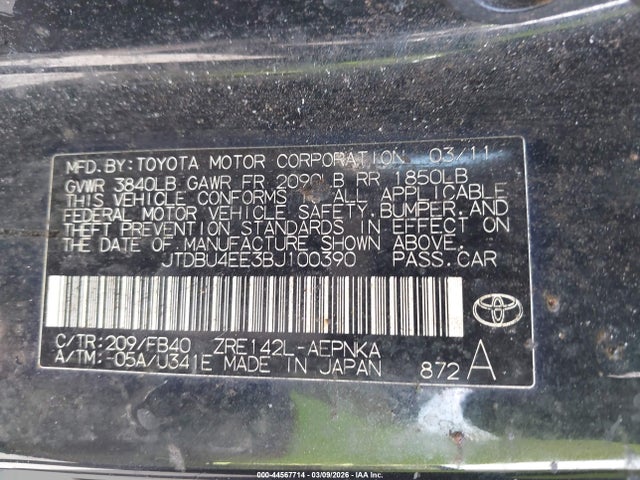 MFD. BY: TOYOTA MOTOR CORPORATION 03/11
GVWR 3840LB GAWR FR 2090LB RR 1850LB
THIS VEHICLE CONFORMS TO ALL APPLICABLE
FEDERAL MOTOR VEHICLE SAFETY, BUMPER, AND
THEFT PREVENTION STANDARDS IN EFFECT ON
THE DATE OF MANUFACTURE SHOWN ABOVE.
JTDBU4EE3BJ100390 PASS. CAR
C/TR: 209/FB40 ZRE142L-AEPNKA
A/TM: -05A/U341E MADE IN JAPAN 872 A
000-44567714 - 03/09/2026 - IAA Inc.